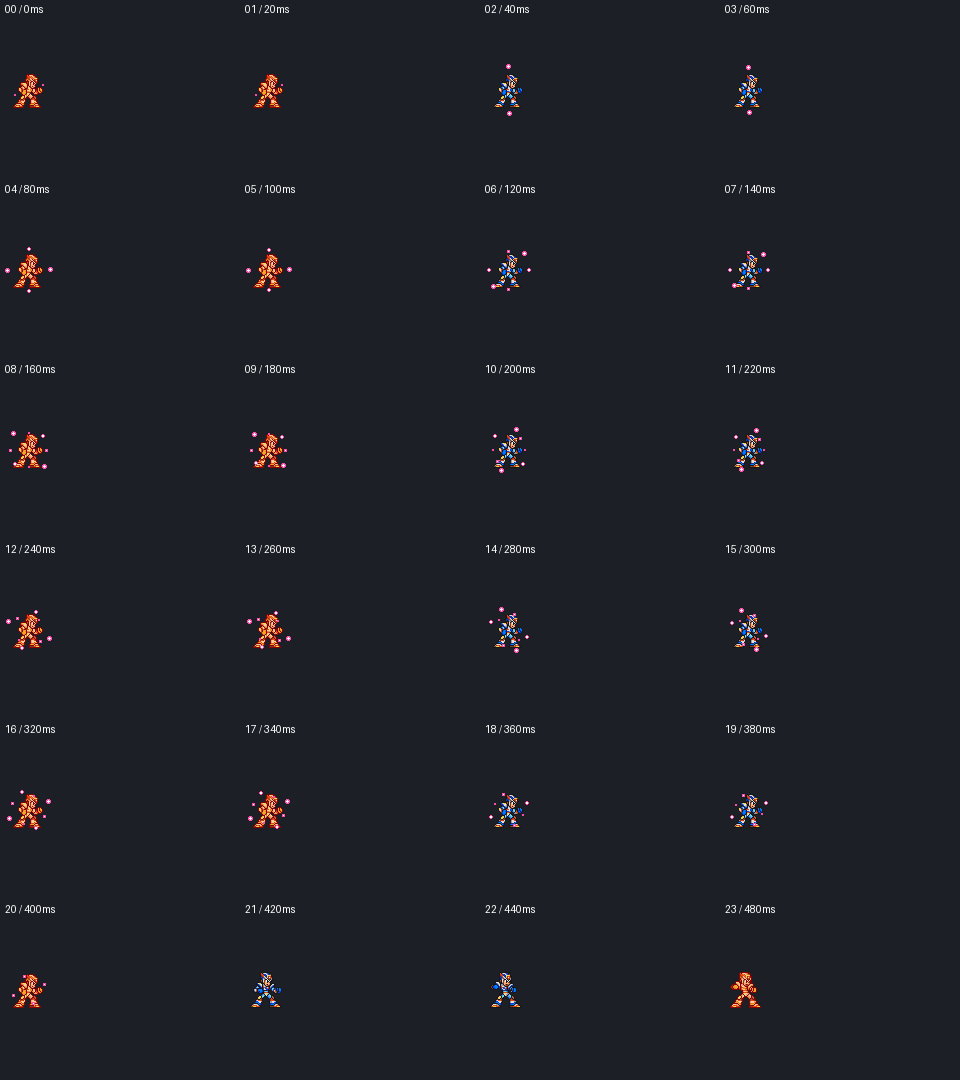 00 / 0ms
01 / 20ms
02 / 40ms
03 / 60ms
04 / 80ms
05 / 100ms
06 / 120ms
07 / 140ms
08 / 160ms
09 / 180ms
10 / 200ms
11 / 220ms
12 / 240ms
13 / 260ms
14 / 280ms
15 / 300ms
16 / 320ms
17 / 340ms
18 / 360ms
19 / 380ms
20 / 400ms
21 / 420ms
22 / 440ms
23 / 480ms